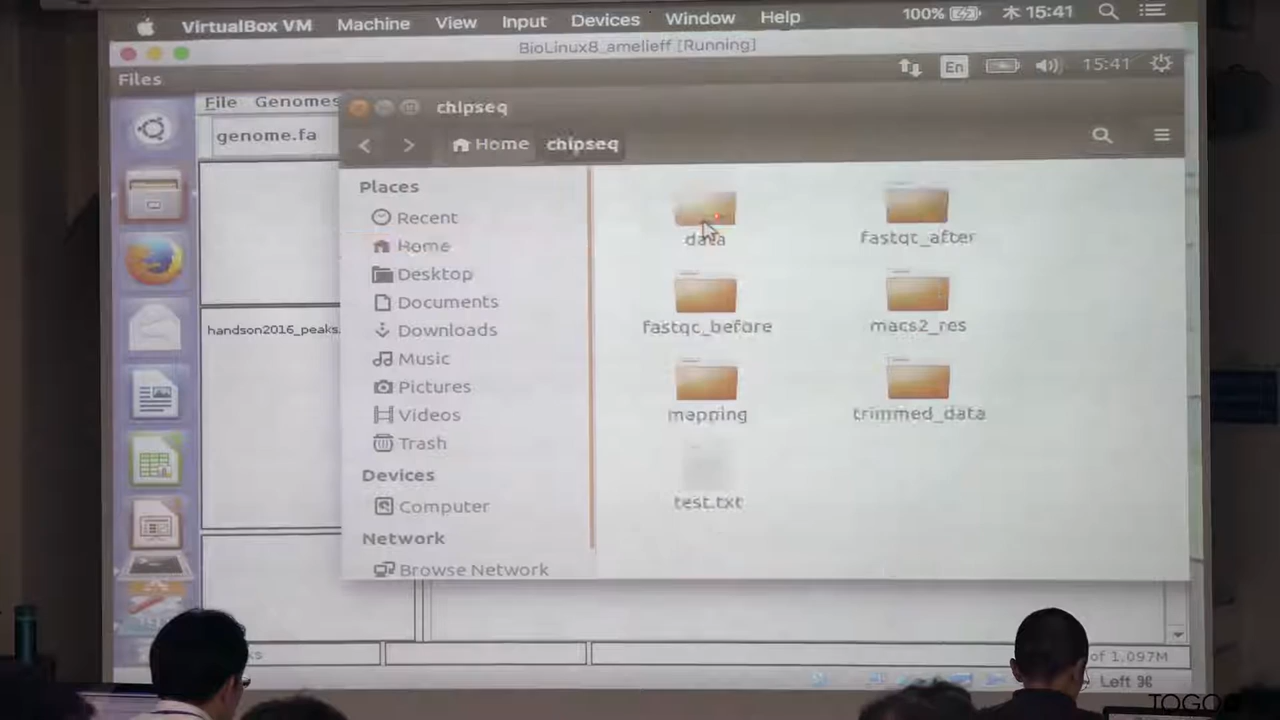 VirtualBox VM Machine View Input Devices Window Help 100% 木 15:41
BioLinux8_amelieff [Running]
Files En 15:41
File Genomes
genome.fa
handson2016_peaks.
chipseq
Home chipseq
Places
Recent
Home
Desktop
Documents
Downloads
Music
Pictures
Videos
Trash
Devices
Computer
Network
Browse Network
data
fastqc_after
fastqc_before
macs2_res
mapping
trimmed_data
test.txt
of 1,097M
Left ⌘
TOGO